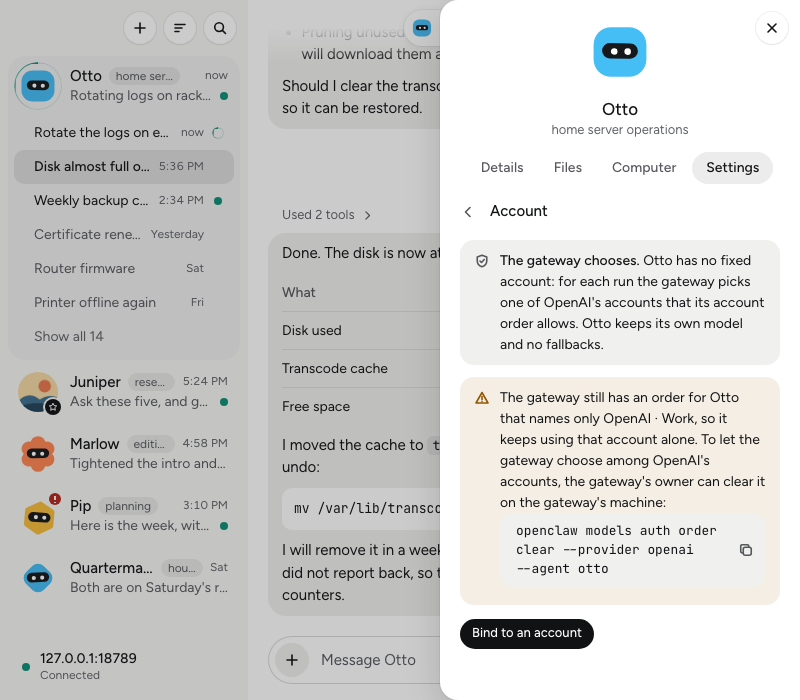 Otto
home ser...
now
Rotating logs on rack...
Rotate the logs on e...
now
Disk almost full o...
5:36 PM
Weekly backup c...
2:34 PM
Certificate rene...
Yesterday
Router firmware
Sat
Printer offline again
Fri
Show all 14
Juniper
rese...
5:24 PM
Ask these five, and g...
Marlow
editi...
4:58 PM
Tightened the intro and...
Pip
planning
3:10 PM
Here is the week, wit...
Quarterma...
hou...
Sat
Both are on Saturday's r...
127.0.0.1:18789
Connected
Pruning unused
will download them a
Should I clear the transc
so it can be restored.
Used 2 tools
Done. The disk is now at
What
Disk used
Transcode cache
Free space
I moved the cache to t
undo:
mv /var/lib/transco
I will remove it in a week
did not report back, so t
counters.
Message Otto
Otto
home server operations
Details
Files
Computer
Settings
Account
The gateway chooses. Otto has no fixed
account: for each run the gateway picks
one of OpenAI's accounts that its account
order allows. Otto keeps its own model
and no fallbacks.
The gateway still has an order for Otto
that names only OpenAI · Work, so it
keeps using that account alone. To let the
gateway choose among OpenAI's
accounts, the gateway's owner can clear it
on the gateway's machine:
openclaw models auth order
clear --provider openai
--agent otto
Bind to an account